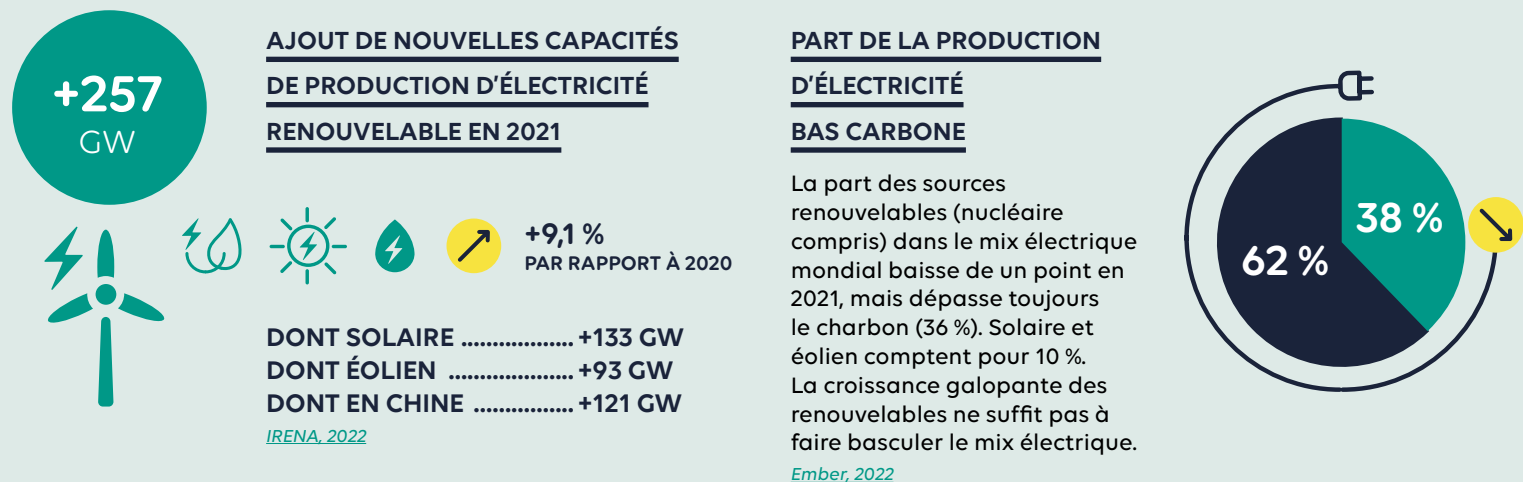 +257
GW
AJOUT DE NOUVELLES CAPACITÉS
DE PRODUCTION D'ÉLECTRICITÉ
RENOUVELABLE EN 2021
+9,1 %
PAR RAPPORT À 2020
DONT SOLAIRE .................. +133 GW
DONT ÉOLIEN .................... +93 GW
DONT EN CHINE ................ +121 GW
IRENA, 2022
PART DE LA PRODUCTION
D'ÉLECTRICITÉ
BAS CARBONE
La part des sources
renouvelables (nucléaire
compris) dans le mix électrique
mondial baisse de un point en
2021, mais dépasse toujours
le charbon (36 %). Solaire et
éolien comptent pour 10 %.
La croissance galopante des
renouvelables ne suffit pas à
faire basculer le mix électrique.
Ember, 2022
38 %
62 %